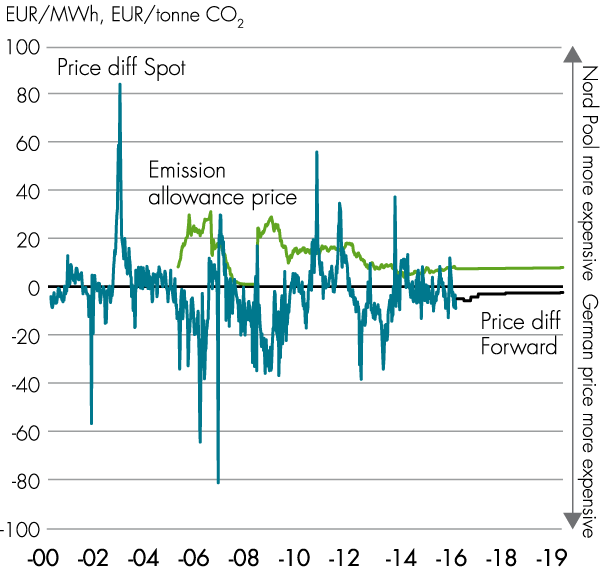 EUR/MWh, EUR/tonne CO2
100
80
60
40
20
0
-20
-40
-60
-80
-100
Price diff Spot
Emission
allowance price
Price diff
Forward
Nord Pool more expensive
German price more expensive
-00 -02 -04 -06 -08 -10 -12 -14 -16 -18 -19